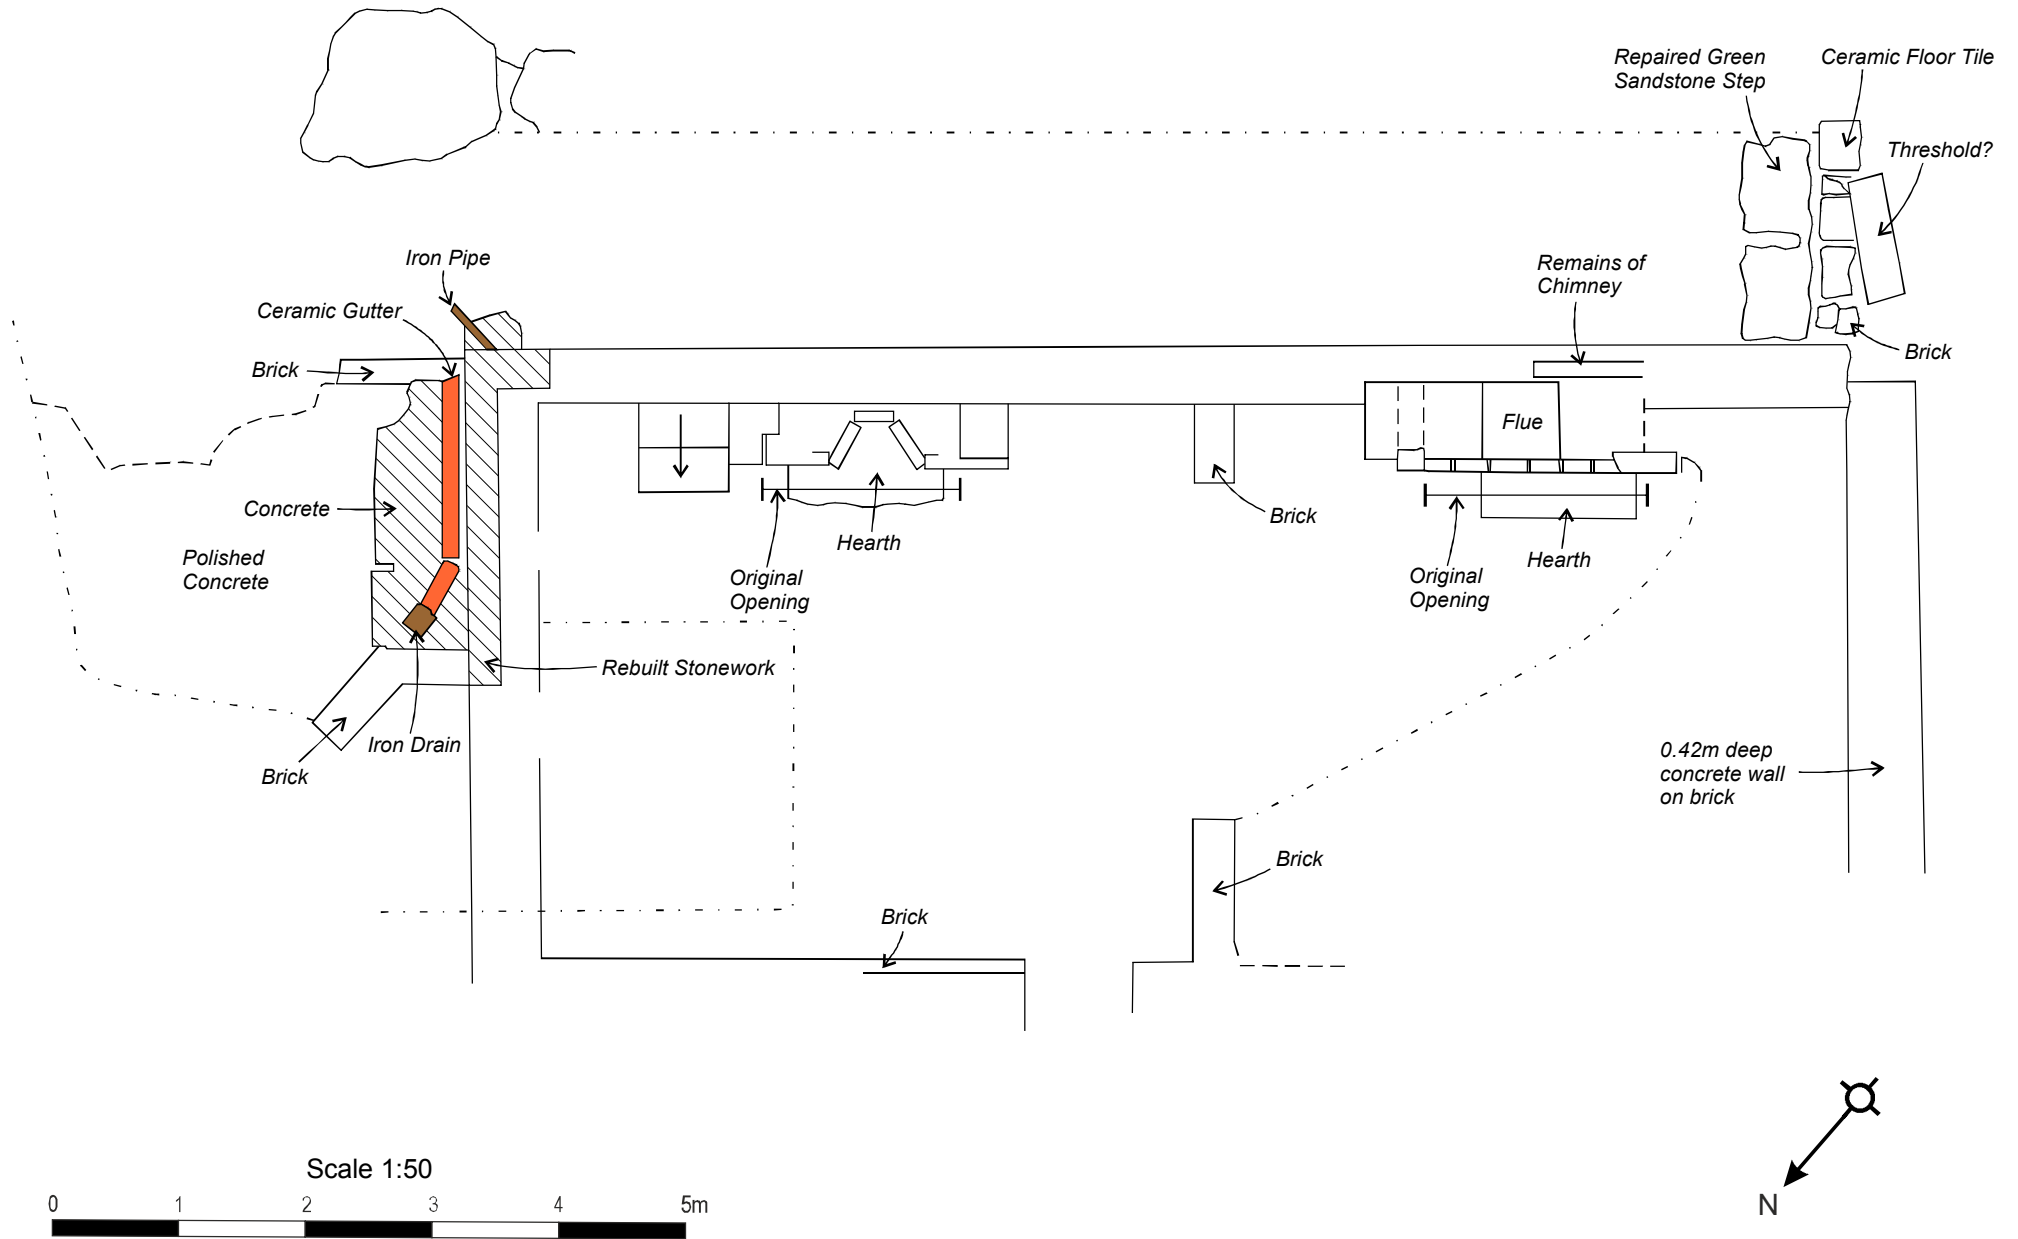 Repaired Green
Sandstone Step
Ceramic Floor Tile
Threshold?
Iron Pipe
Remains of
Chimney
Ceramic Gutter
Brick
Brick
Flue
Concrete
Brick
Hearth
Polished
Concrete
Hearth
Original
Opening
Original
Opening
Rebuilt Stonework
Iron Drain
Brick
0.42m deep
concrete wall
on brick
Brick
Brick
Scale 1:50
0 1 2 3 4 5m
N